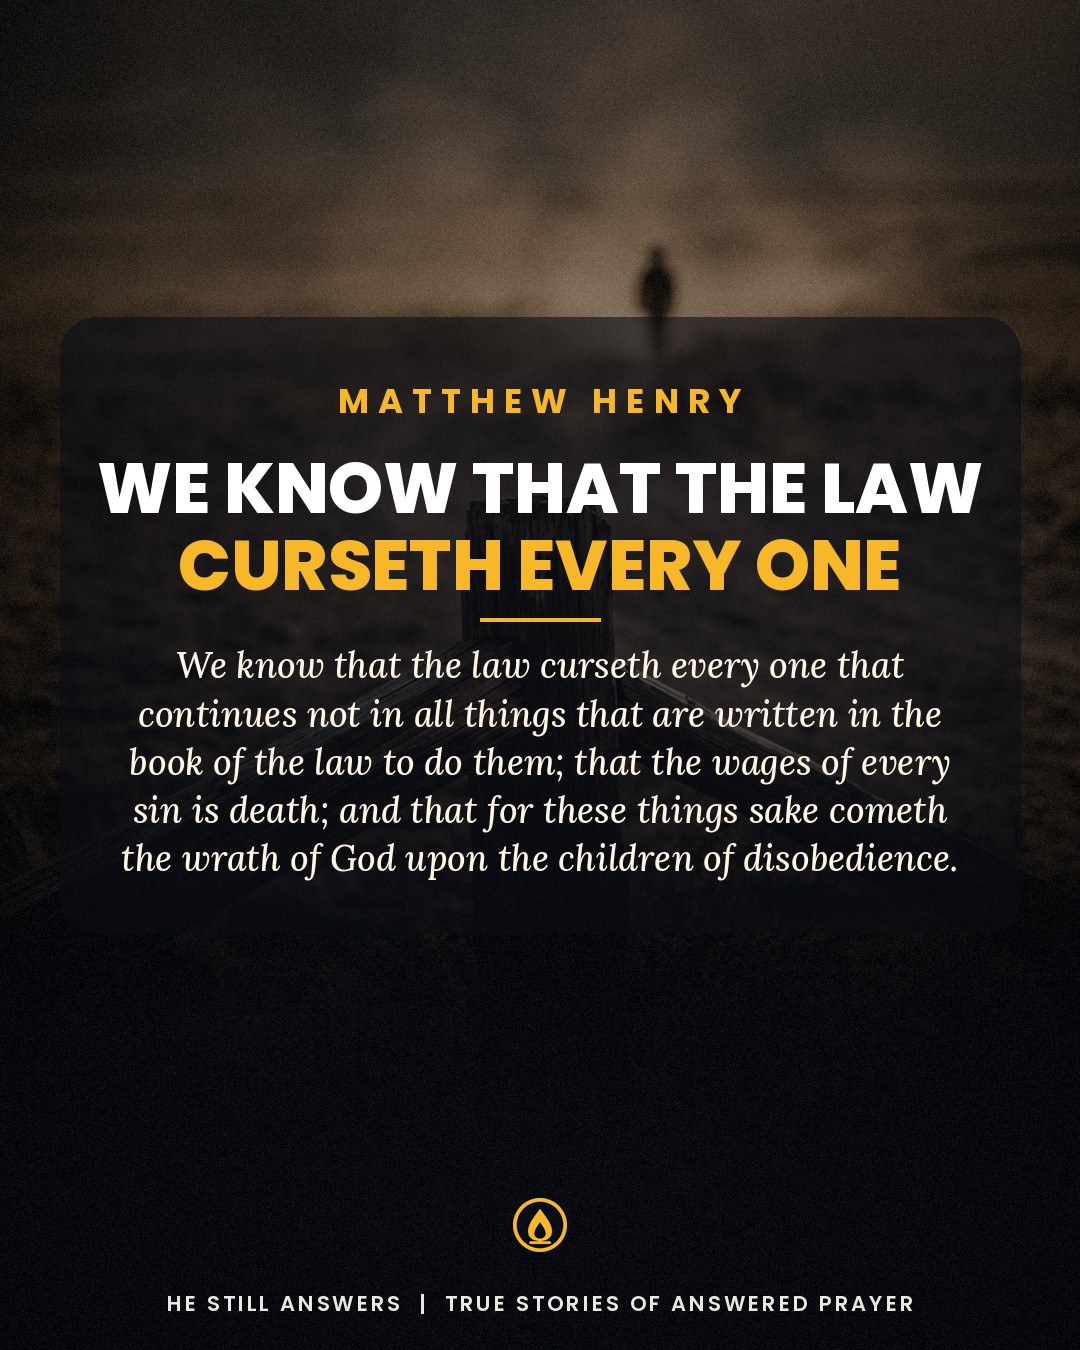 MATTHEW HENRY
WE KNOW THAT THE LAW
CURSETH EVERY ONE
We know that the law curseth every one that
continues not in all things that are written in the
book of the law to do them; that the wages of every
sin is death; and that for these things sake cometh
the wrath of God upon the children of disobedience.
HE STILL ANSWERS | TRUE STORIES OF ANSWERED PRAYER